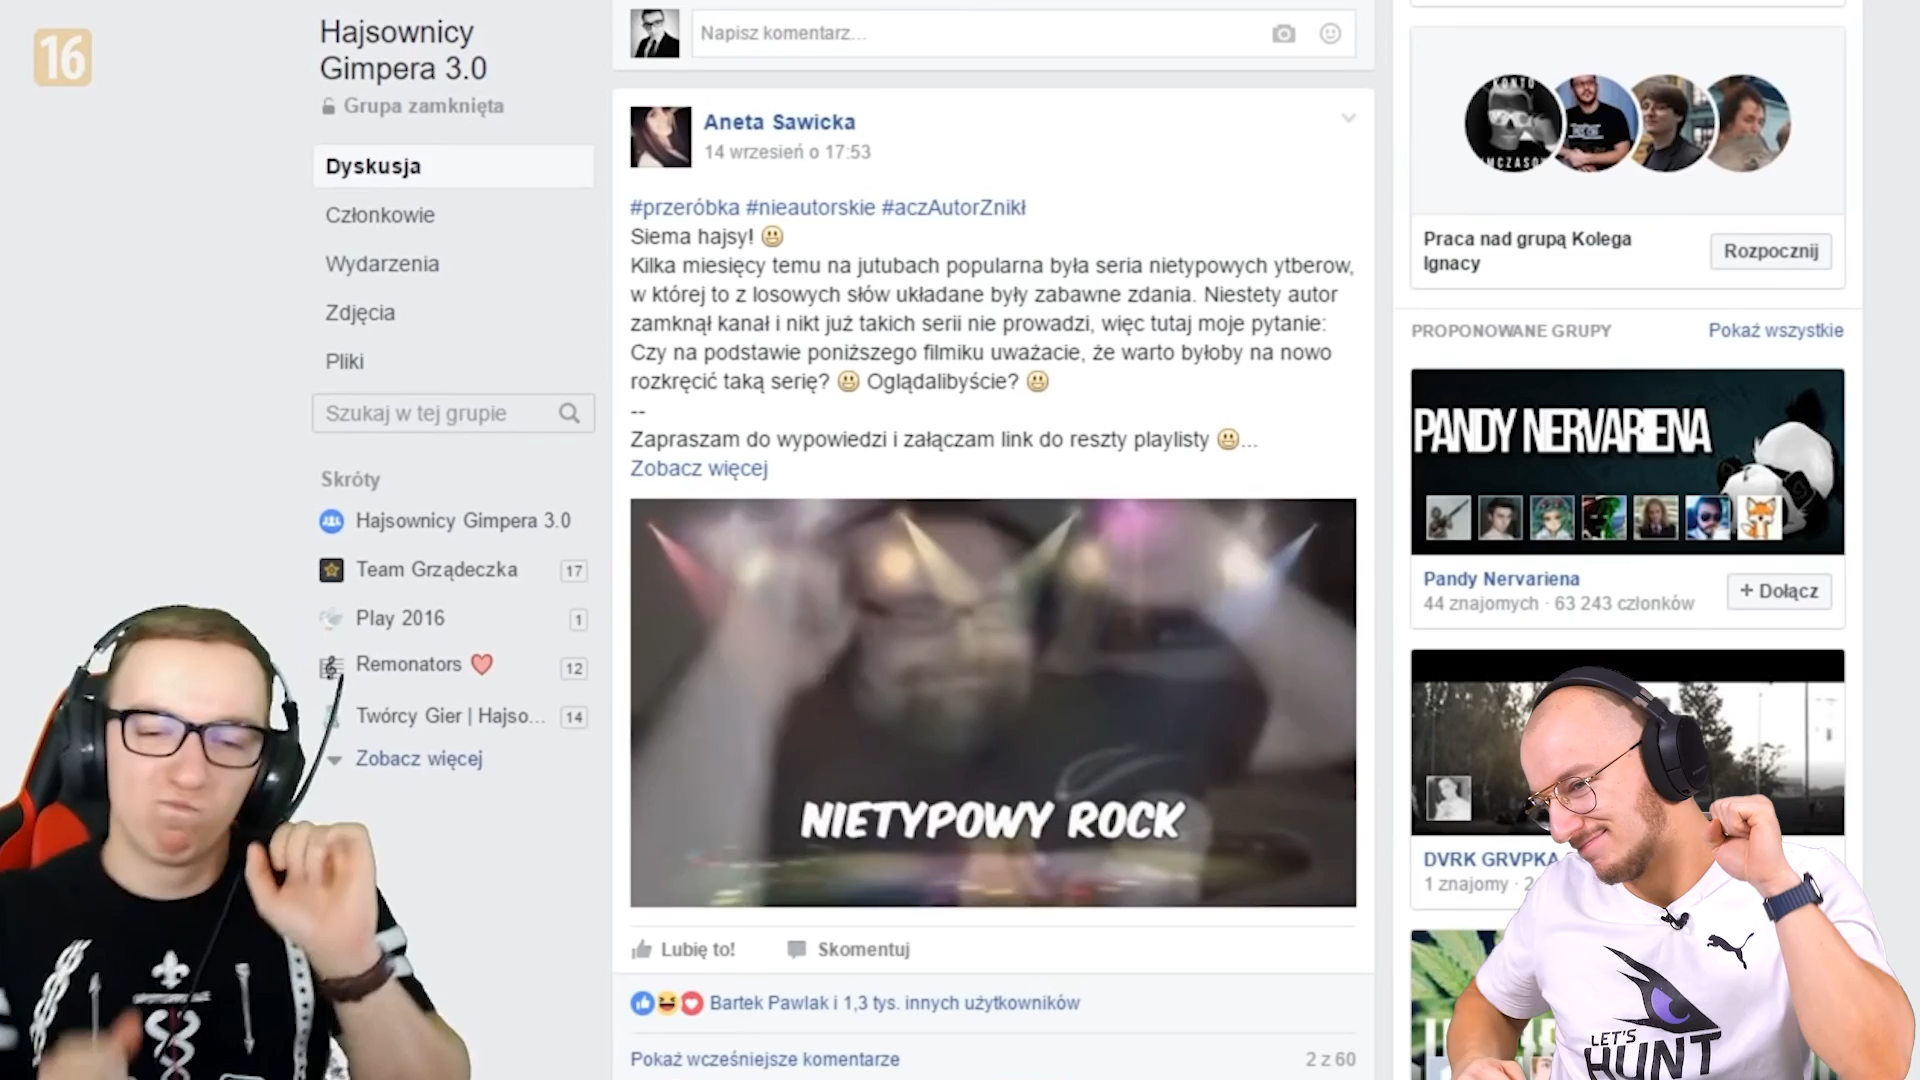 16
Hajsownicy
Gimpera 3.0
Grupa zamknięta
Dyskusja
Członkowie
Wydarzenia
Zdjęcia
Pliki
Szukaj w tej grupie
Skróty
Hajsownicy Gimpera 3.0
Team Grządeczka 17
Play 2016 1
Remonators 12
Twórcy Gier | Hajso... 14
Zobacz więcej
Napisz komentarz...
Aneta Sawicka
14 wrzesień o 17:53
#przeróbka #nieautorskie #aczAutorZnikł
Siema hajsy!
Kilka miesięcy temu na jutubach popularna była seria nietypowych ytberow,
w której to z losowych słów układane były zabawne zdania. Niestety autor
zamknął kanał i nikt już takich serii nie prowadzi, więc tutaj moje pytanie:
Czy na podstawie poniższego filmiku uważacie, że warto byłoby na nowo
rozkręcić taką serię? Oglądalibyście?
--
Zapraszam do wypowiedzi i załączam link do reszty playlisty ...
Zobacz więcej
NIETYPOWY ROCK
Lubię to! Skomentuj
Bartek Pawlak i 1,3 tys. innych użytkowników
Pokaż wcześniejsze komentarze 2 z 60
KONTO
Praca nad grupą Kolega
Ignacy
Rozpocznij
PROPONOWANE GRUPY Pokaż wszystkie
PANDY NERVARIENA
Pandy Nervariena
44 znajomych · 63 243 członków
+ Dołącz
DVRK GRVPKA
1 znajomy · 2
LET'S
HUNT